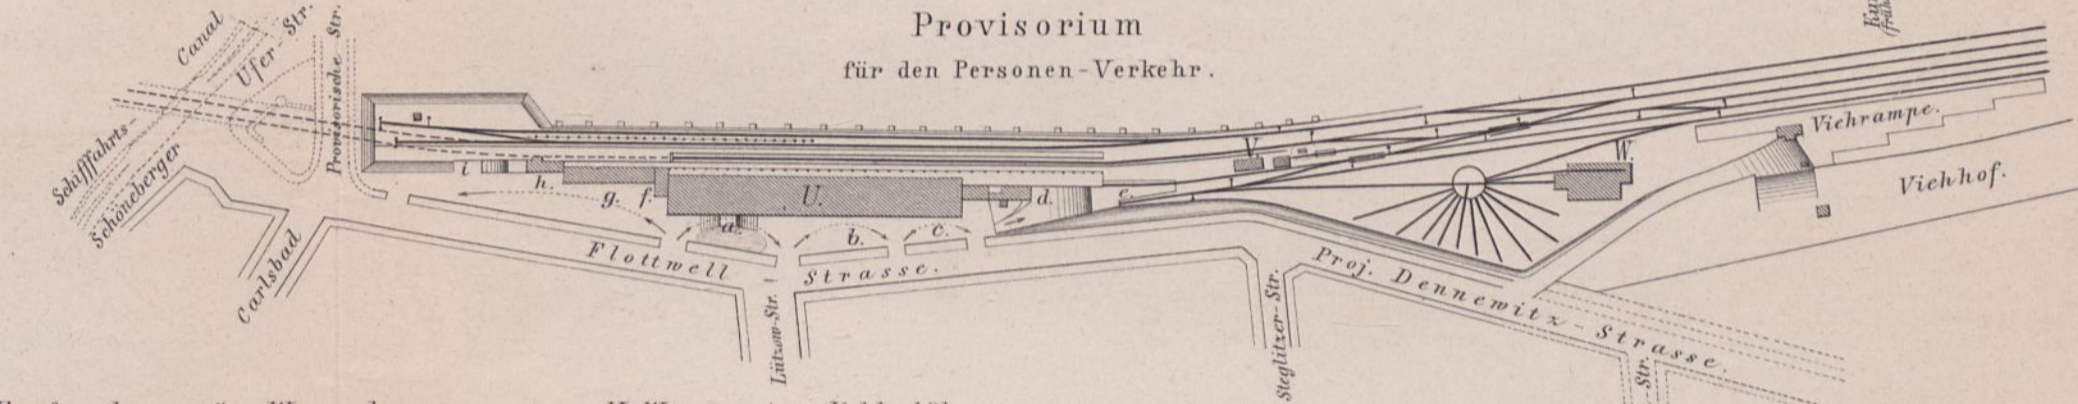 Provisorium
für den Personen-Verkehr.
Canal
Schifffahrts-
Ufer-Str.
Schöneberger
Provisorische Str.
Carlsbad
i
h.
g.
f.
U.
a.
b.
c.
d.
e.
V.
W.
Viehrampe.
Viehhof.
Flottwell Strasse.
Lützow-Str.
Steglitzer-Str.
Proj. Dennewitz-Strasse.
Str.